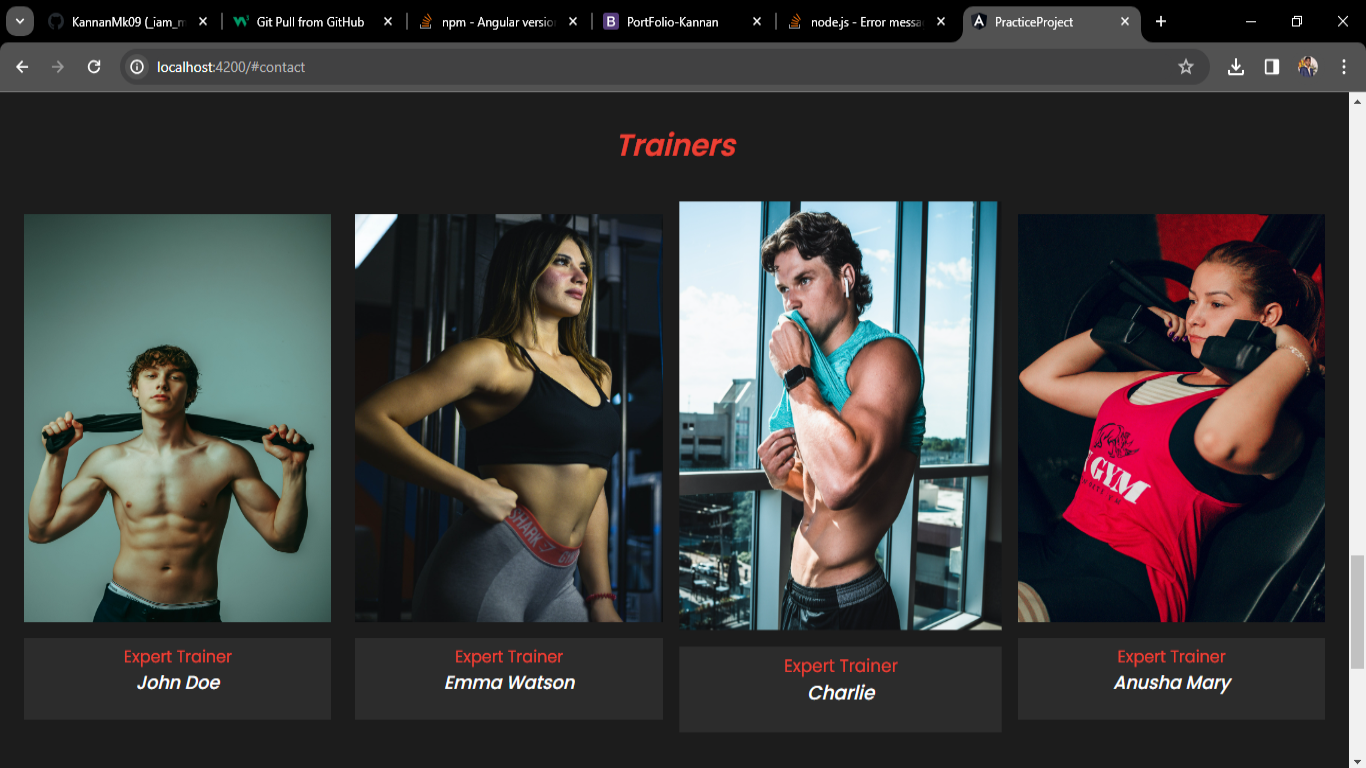 KannanMk09 (_iam_m
Git Pull from GitHub
npm - Angular versio
PortFolio-Kannan
node.js - Error messa
PracticeProject
localhost:4200/#contact
Trainers
SHARK
GYM
Expert Trainer
John Doe
Expert Trainer
Emma Watson
Expert Trainer
Charlie
Expert Trainer
Anusha Mary